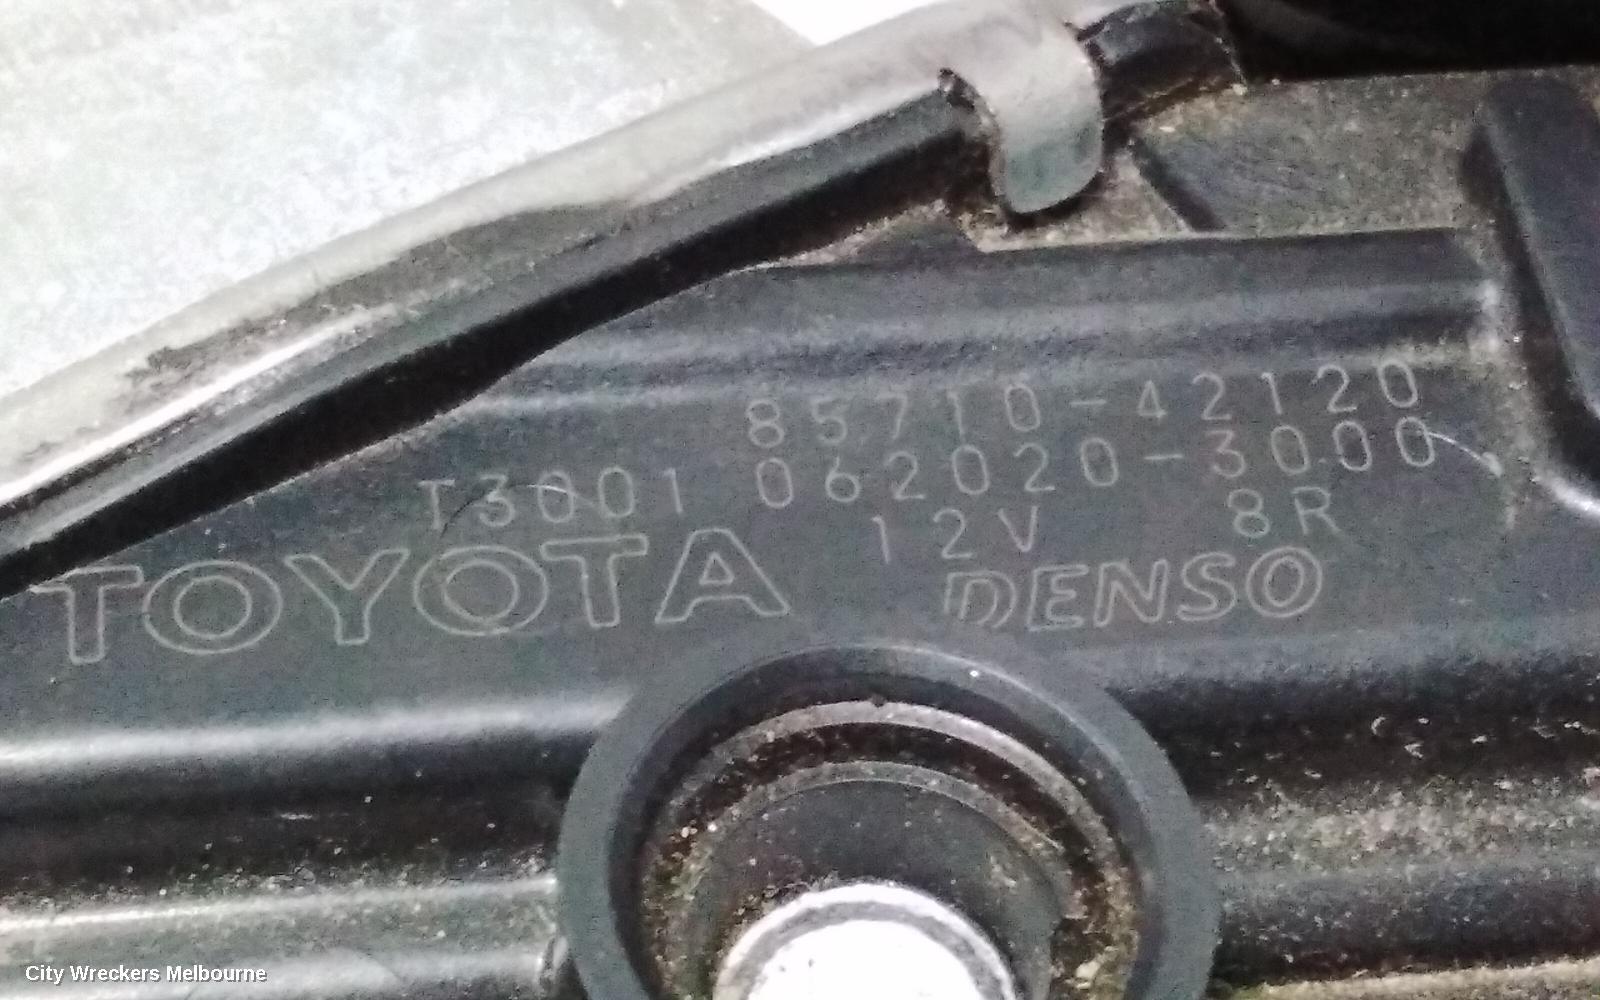 85710-42120
T3001 062020-3000
12V 8R
TOYOTA DENSO
City Wreckers Melbourne